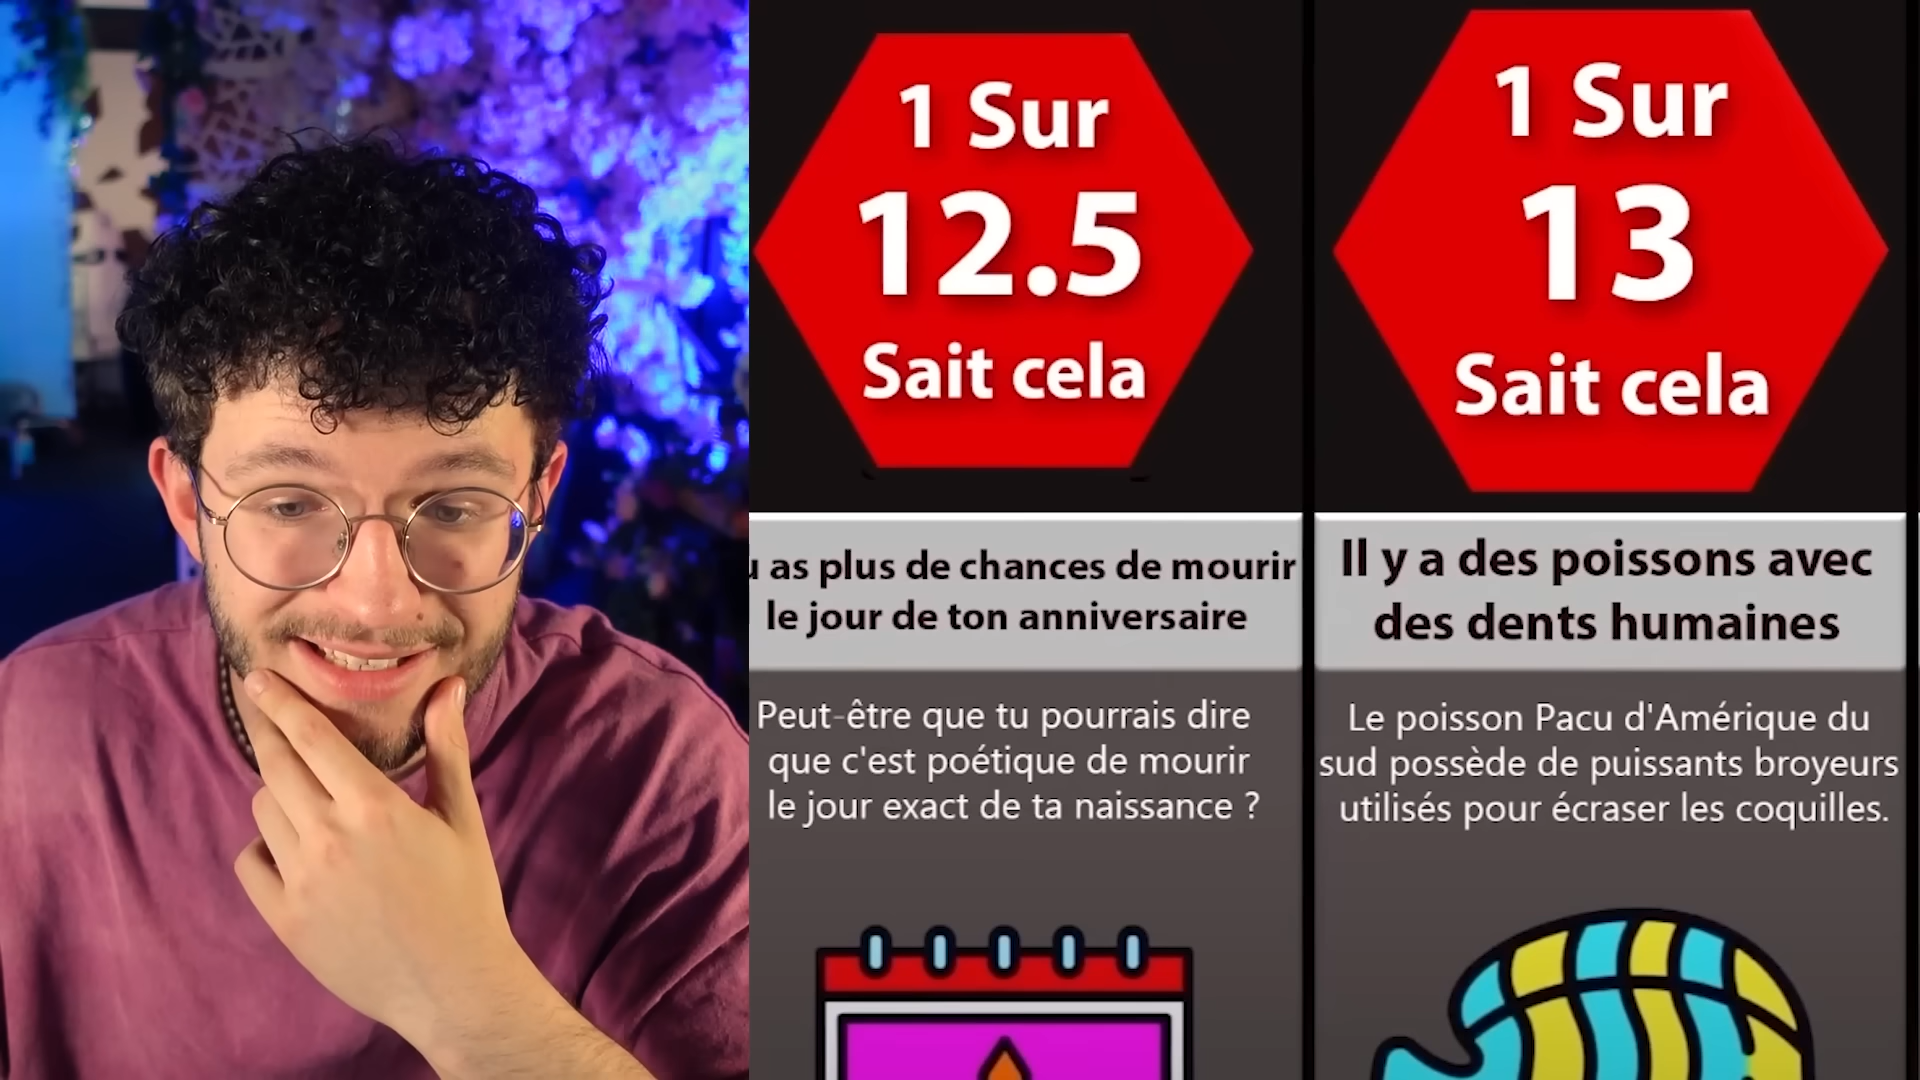 1 Sur
12.5
Sait cela
as plus de chances de mourir
le jour de ton anniversaire
Peut-être que tu pourrais dire
que c'est poétique de mourir
le jour exact de ta naissance ?
1 Sur
13
Sait cela
Il y a des poissons avec
des dents humaines
Le poisson Pacu d'Amérique du
sud possède de puissants broyeurs
utilisés pour écraser les coquilles.